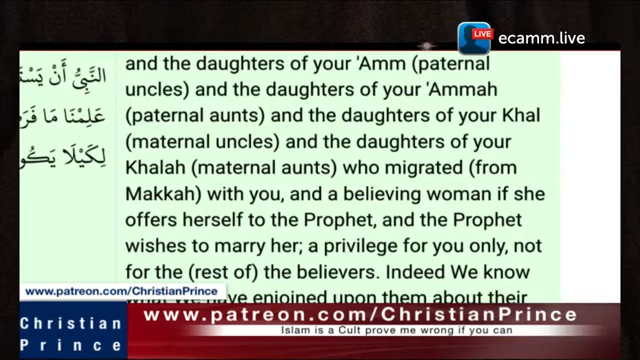 LIVE ecamm.live
and the daughters of your 'Amm (paternal
uncles) and the daughters of your 'Ammah
(paternal aunts) and the daughters of your Khal
(maternal uncles) and the daughters of your
Khalah (maternal aunts) who migrated (from
Makkah) with you, and a believing woman if she
offers herself to the Prophet, and the Prophet
wishes to marry her; a privilege for you only, not
for the (rest of) the believers. Indeed We know
what We have enjoined upon them about their
النَّبِيُّ أَنْ
عَلِمْنَا مَا
لِكَيْلَا
www.patreon.com/ChristianPrince
Christian
Prince
www.patreon.com/ChristianPrince
Islam is a Cult prove me wrong if you can